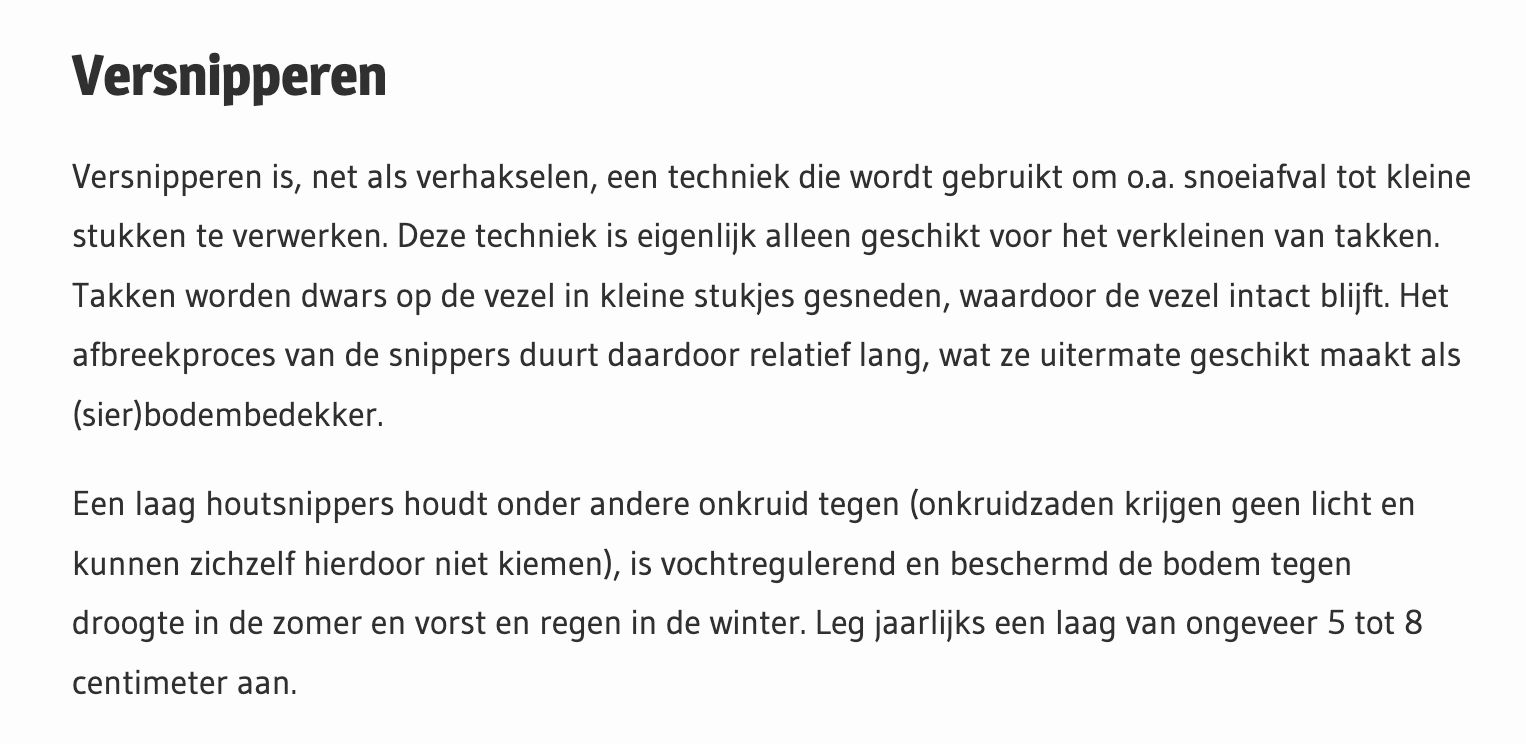 Versnipperen
Versnipperen is, net als verhakselen, een techniek die wordt gebruikt om o.a. snoeiafval tot kleine
stukken te verwerken. Deze techniek is eigenlijk alleen geschikt voor het verkleinen van takken.
Takken worden dwars op de vezel in kleine stukjes gesneden, waardoor de vezel intact blijft. Het
afbreekproces van de snippers duurt daardoor relatief lang, wat ze uitermate geschikt maakt als
(sier)bodembedekker.
Een laag houtsnippers houdt onder andere onkruid tegen (onkruidzaden krijgen geen licht en
kunnen zichzelf hierdoor niet kiemen), is vochtregulerend en beschermd de bodem tegen
droogte in de zomer en vorst en regen in de winter. Leg jaarlijks een laag van ongeveer 5 tot 8
centimeter aan.